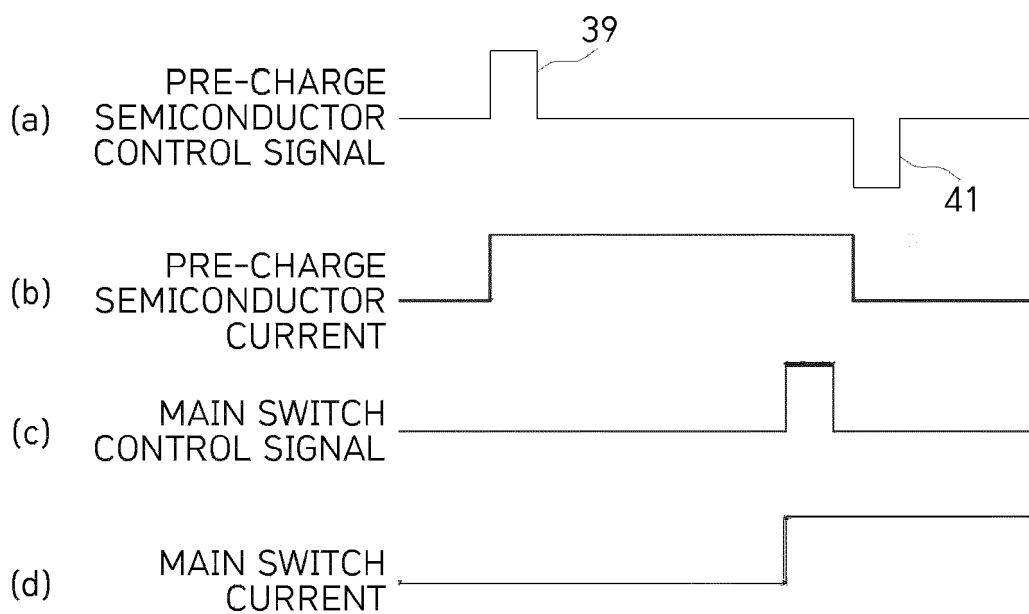 39
(a) PRE-CHARGE
SEMICONDUCTOR
CONTROL SIGNAL
41
(b) PRE-CHARGE
SEMICONDUCTOR
CURRENT
(c) MAIN SWITCH
CONTROL SIGNAL
(d) MAIN SWITCH
CURRENT